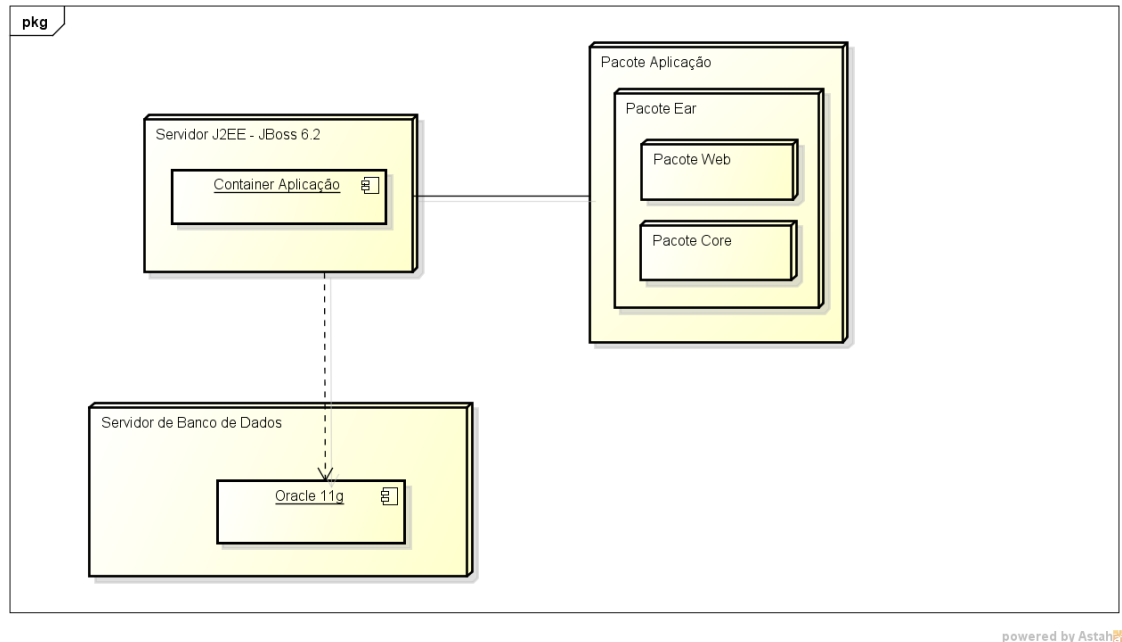 pkg
Pacote Aplicação
Pacote Ear
Servidor J2EE - JBoss 6.2
Pacote Web
Container Aplicação
Pacote Core
Servidor de Banco de Dados
Oracle 11g
powered by Astah